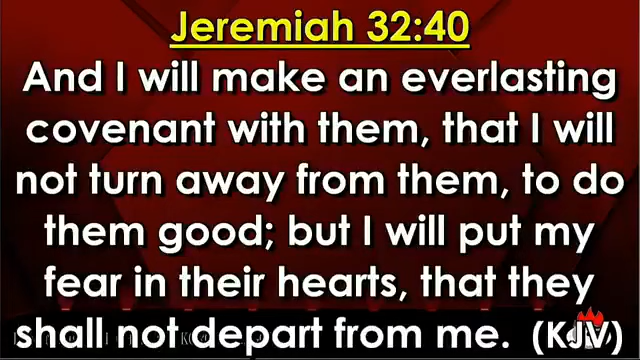 Jeremiah 32:40
And I will make an everlasting
covenant with them, that I will
not turn away from them, to do
them good; but I will put my
fear in their hearts, that they
shall not depart from me. (KJV)